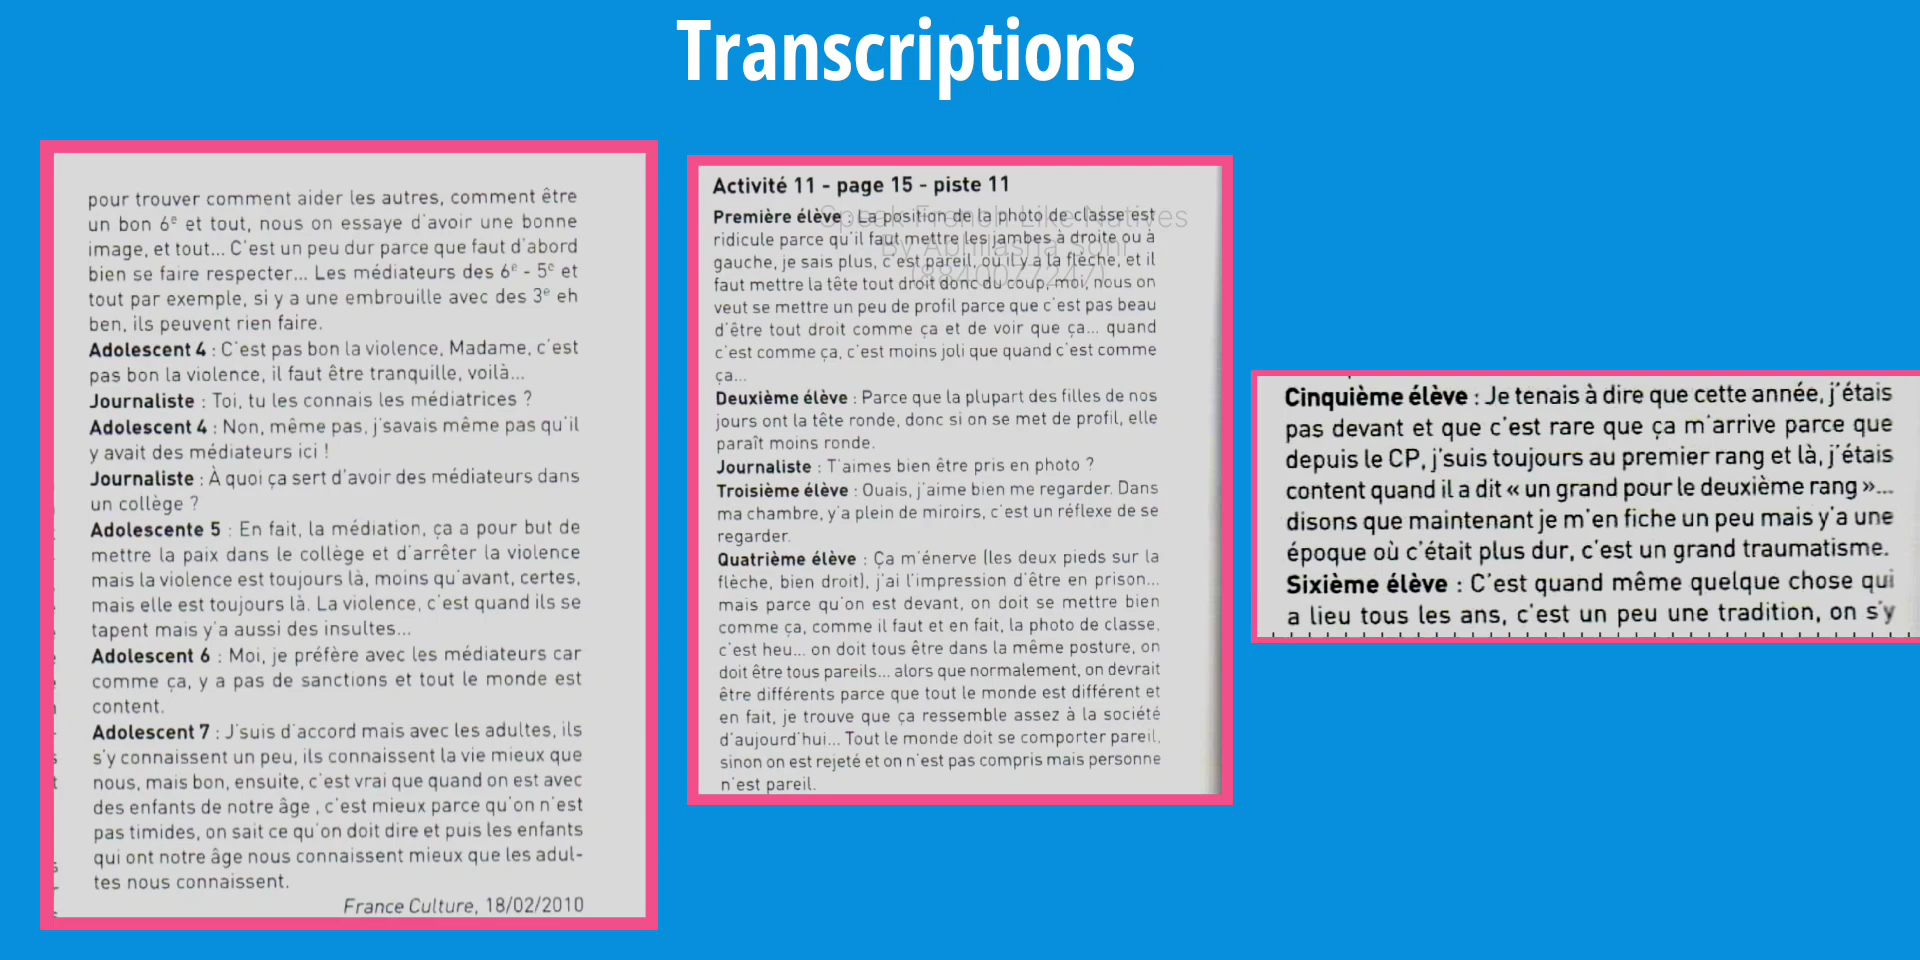 Transcriptions
pour trouver comment aider les autres, comment être
un bon 6e et tout, nous on essaye d'avoir une bonne
image, et tout... C'est un peu dur parce que faut d'abord
bien se faire respecter... Les médiateurs des 6e - 5e et
tout par exemple, si y a une embrouille avec des 3e eh
ben, ils peuvent rien faire.
Adolescent 4 : C'est pas bon la violence, Madame, c'est
pas bon la violence, il faut être tranquille, voilà...
Journaliste : Toi, tu les connais les médiatrices ?
Adolescent 4 : Non, même pas, j'savais même pas qu'il
y avait des médiateurs ici !
Journaliste : À quoi ça sert d'avoir des médiateurs dans
un collège ?
Adolescente 5 : En fait, la médiation, ça a pour but de
mettre la paix dans le collège et d'arrêter la violence
mais la violence est toujours là, moins qu'avant, certes,
mais elle est toujours là. La violence, c'est quand ils se
tapent mais y'a aussi des insultes...
Adolescent 6 : Moi, je préfère avec les médiateurs car
comme ça, y a pas de sanctions et tout le monde est
content.
Adolescent 7 : J'suis d'accord mais avec les adultes, ils
s'y connaissent un peu, ils connaissent la vie mieux que
nous, mais bon, ensuite, c'est vrai que quand on est avec
des enfants de notre âge , c'est mieux parce qu'on n'est
pas timides, on sait ce qu'on doit dire et puis les enfants
qui ont notre âge nous connaissent mieux que les adul-
tes nous connaissent.
France Culture, 18/02/2010
Activité 11 - page 15 - piste 11
Première élève : La position de la photo de classe est
ridicule parce qu'il faut mettre les jambes à droite ou à
gauche, je sais plus, c'est pareil, où il y a la flèche, et il
faut mettre la tête tout droit donc du coup, moi, nous on
veut se mettre un peu de profil parce que c'est pas beau
d'être tout droit comme ça et de voir que ça... quand
c'est comme ça, c'est moins joli que quand c'est comme
ça...
Deuxième élève : Parce que la plupart des filles de nos
jours ont la tête ronde, donc si on se met de profil, elle
paraît moins ronde.
Journaliste : T'aimes bien être pris en photo ?
Troisième élève : Ouais, j'aime bien me regarder. Dans
ma chambre, y'a plein de miroirs, c'est un réflexe de se
regarder.
Quatrième élève : Ça m'énerve (les deux pieds sur la
flèche, bien droit), j'ai l'impression d'être en prison...
mais parce qu'on est devant, on doit se mettre bien
comme ça, comme il faut et en fait, la photo de classe,
c'est heu... on doit tous être dans la même posture, on
doit être tous pareils... alors que normalement, on devrait
être différents parce que tout le monde est différent et
en fait, je trouve que ça ressemble assez à la société
d'aujourd'hui... Tout le monde doit se comporter pareil,
sinon on est rejeté et on n'est pas compris mais personne
n'est pareil.
Speak French Like Natives
By Abhilasha Soni
(8840077247)
Cinquième élève : Je tenais à dire que cette année, j'étais
pas devant et que c'est rare que ça m'arrive parce que
depuis le CP, j'suis toujours au premier rang et là, j'étais
content quand il a dit « un grand pour le deuxième rang »...
disons que maintenant je m'en fiche un peu mais y'a une
époque où c'était plus dur, c'est un grand traumatisme.
Sixième élève : C'est quand même quelque chose qui
a lieu tous les ans, c'est un peu une tradition, on s'y